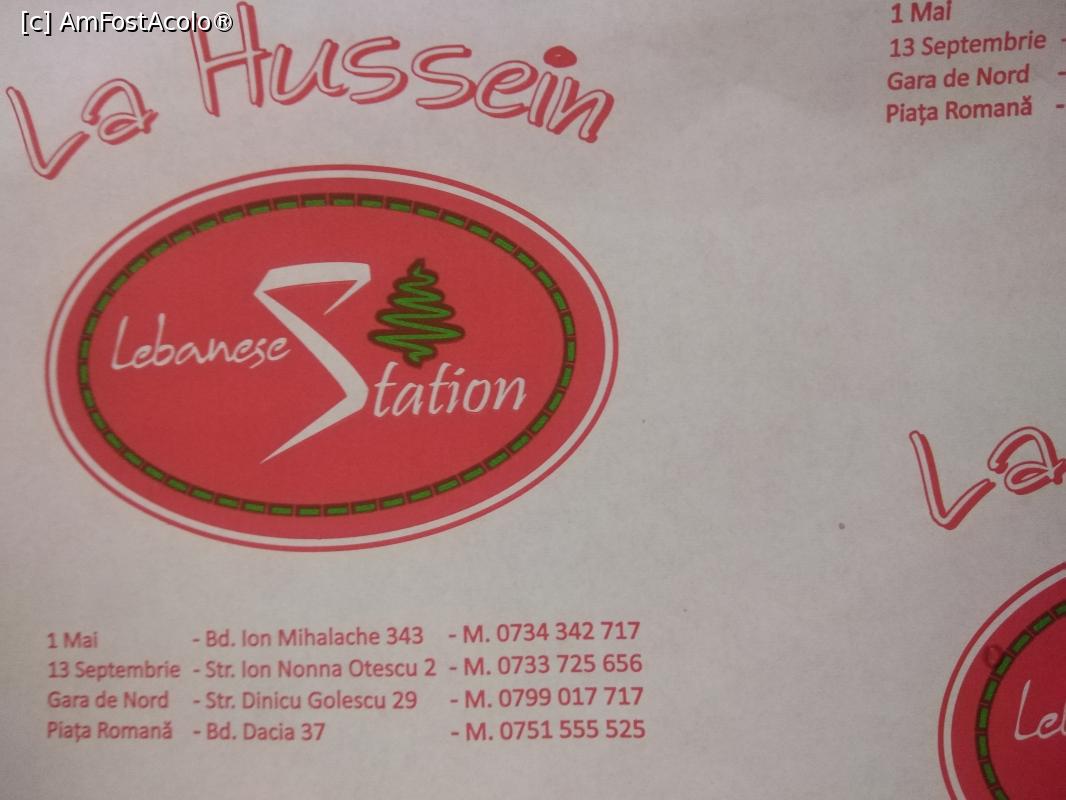 [c] AmFostAcolo®
La Hussein
Lebanese Station
1 Mai - Bd. Ion Mihalache 343 - M. 0734 342 717
13 Septembrie - Str. Ion Nonna Otescu 2 - M. 0733 725 656
Gara de Nord - Str. Dinicu Golescu 29 - M. 0799 017 717
Piața Romană - Bd. Dacia 37 - M. 0751 555 525
1 Mai
13 Septembrie -
Gara de Nord -
Piața Romană -
La
Le